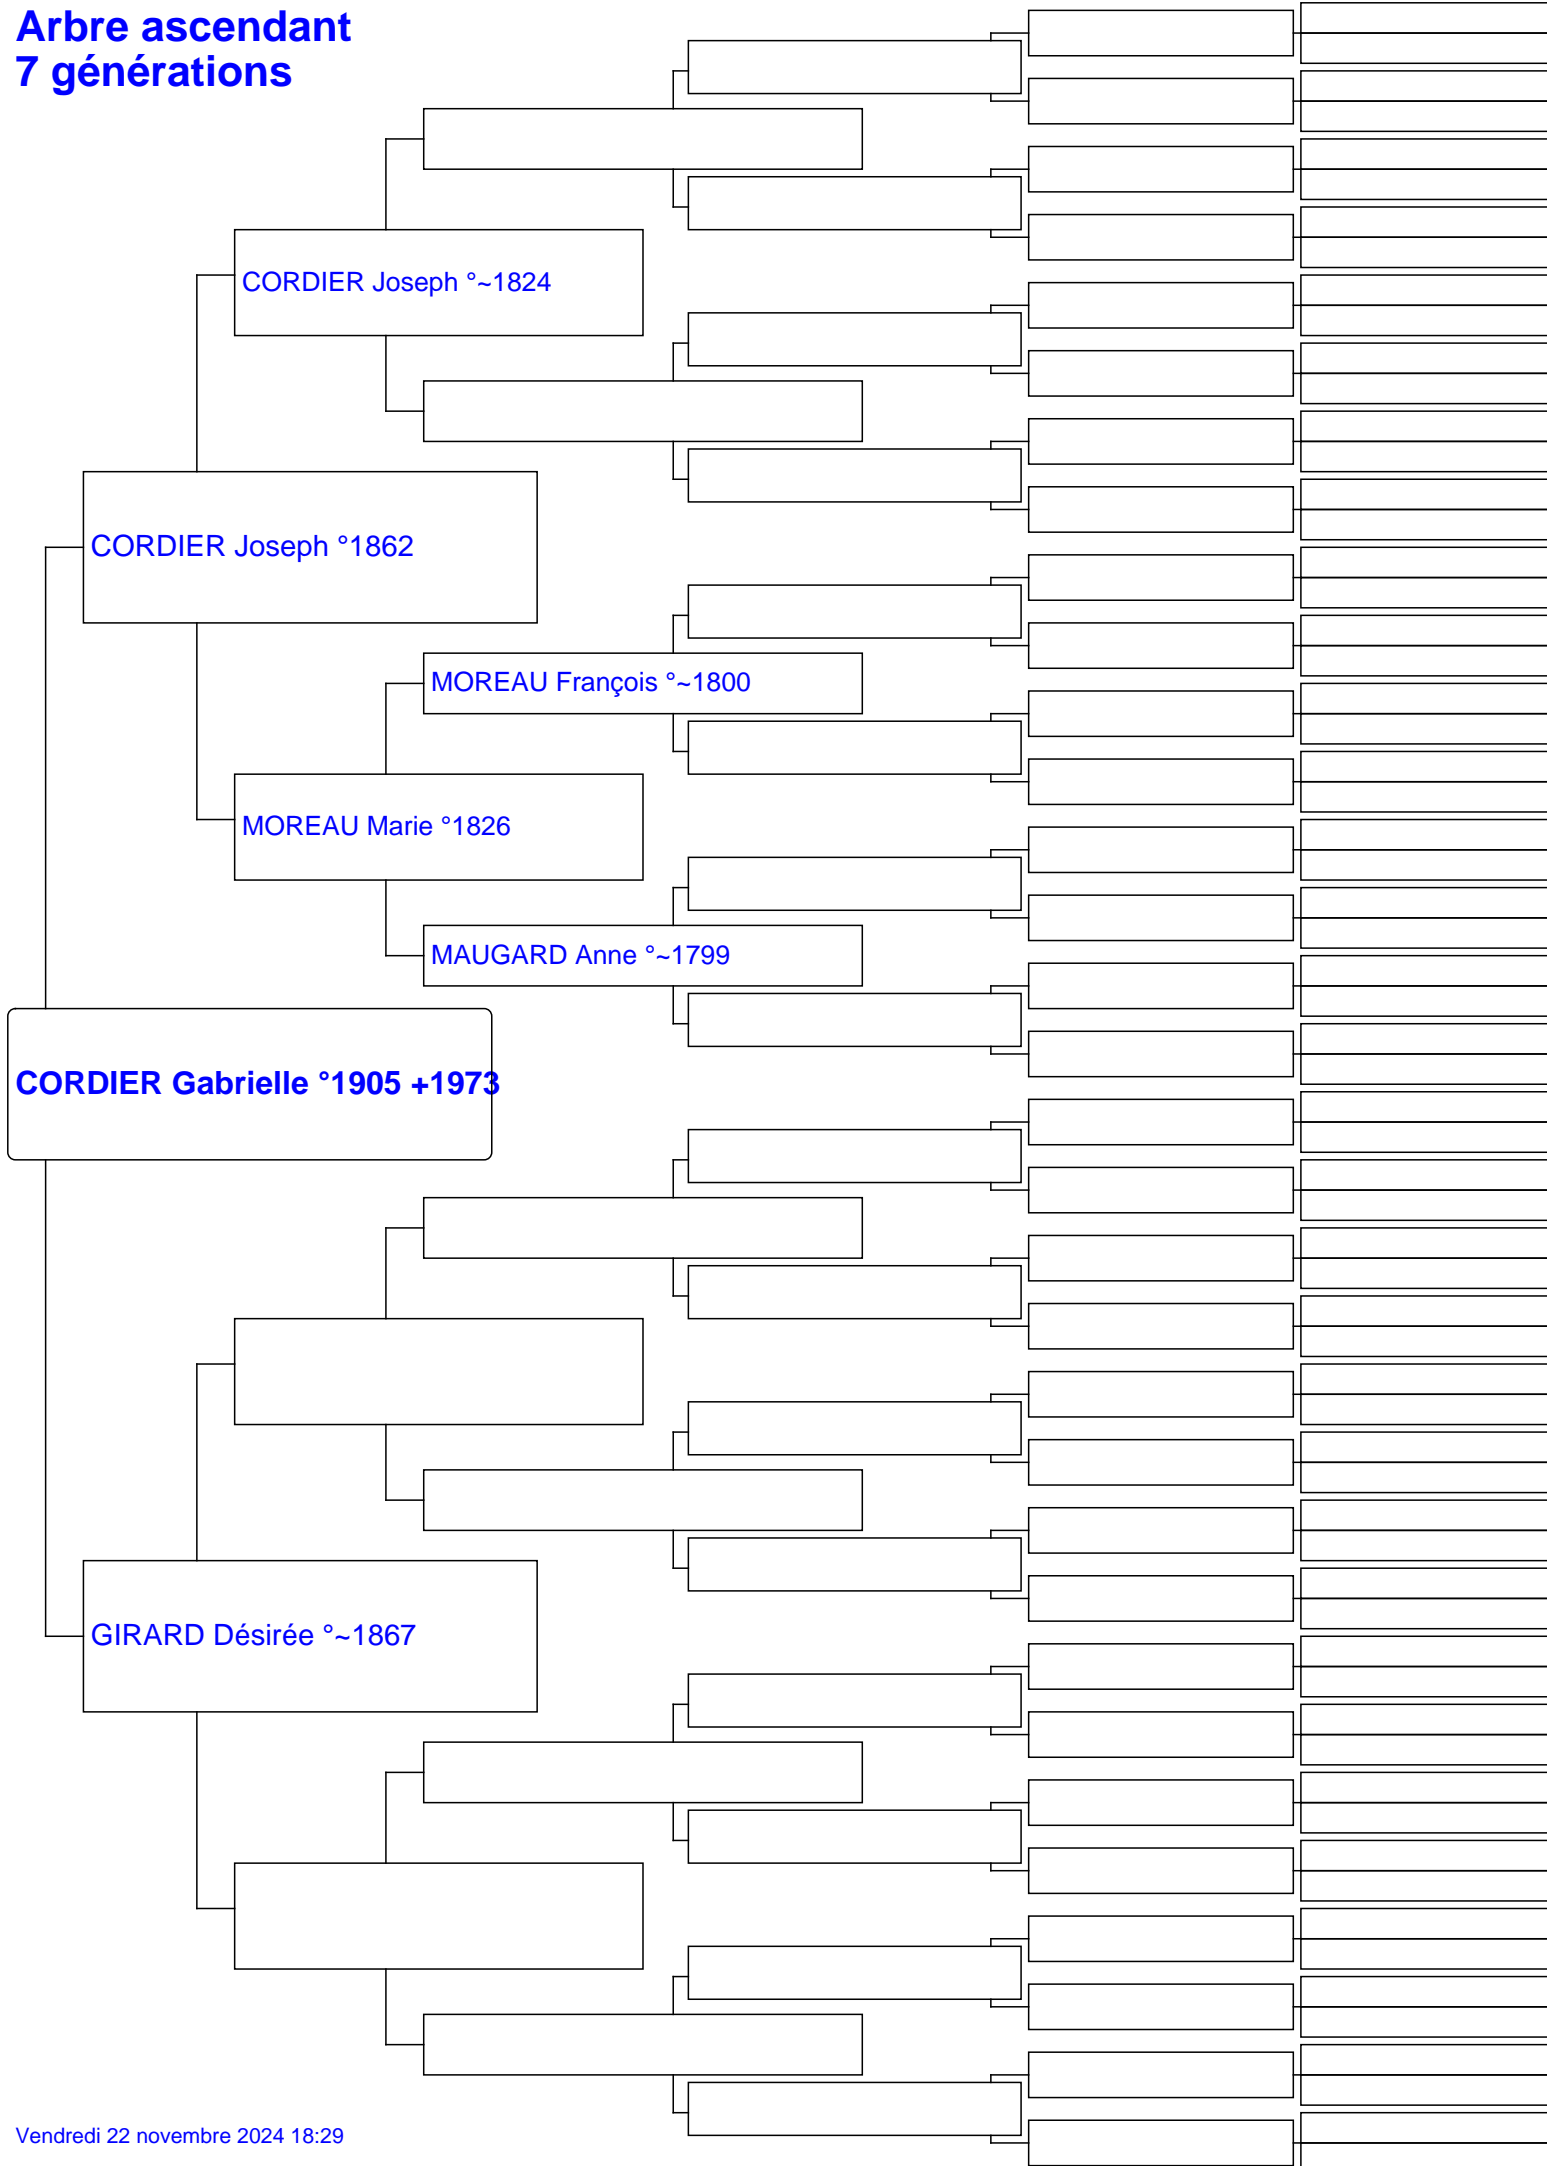 Arbre ascendant
7 générations
CORDIER Joseph °~1824
CORDIER Joseph °1862
MOREAU François °~1800
MOREAU Marie °1826
MAUGARD Anne °~1799
CORDIER Gabrielle °1905 +1973
GIRARD Désirée °~1867
Vendredi 22 novembre 2024 18:29